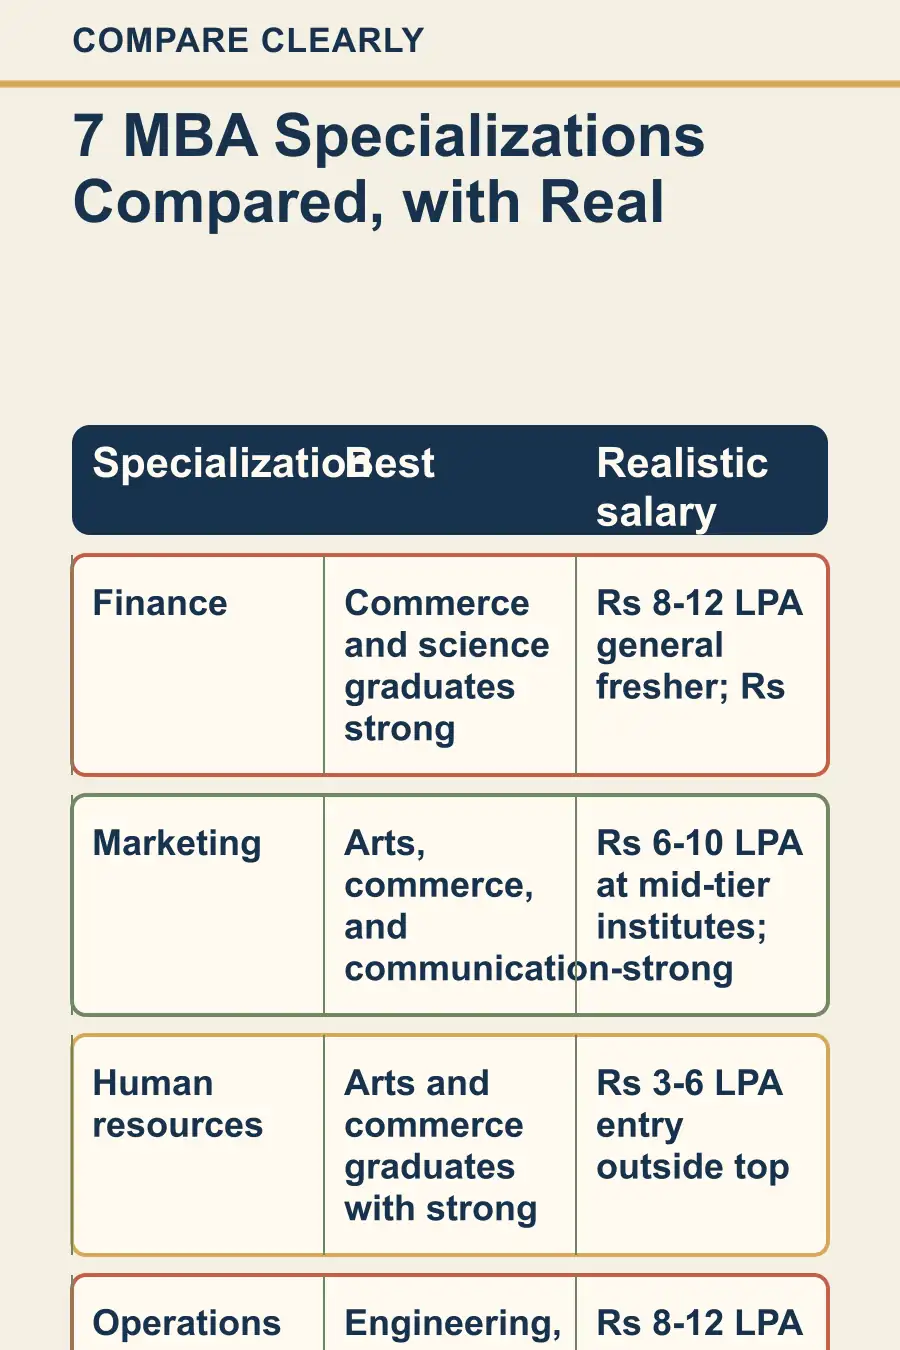 COMPARE CLEARLY
7 MBA Specializations
Compared, with Real
Specialization Best Realistic
salary
Finance
Commerce
and science
graduates
strong
Rs 8-12 LPA
general
fresher; Rs
Marketing
Arts,
commerce,
and
communication-strong
Rs 6-10 LPA
at mid-tier
institutes;
Human
resources
Arts and
commerce
graduates
with strong
Rs 3-6 LPA
entry
outside top
Operations
Engineering,
Rs 8-12 LPA